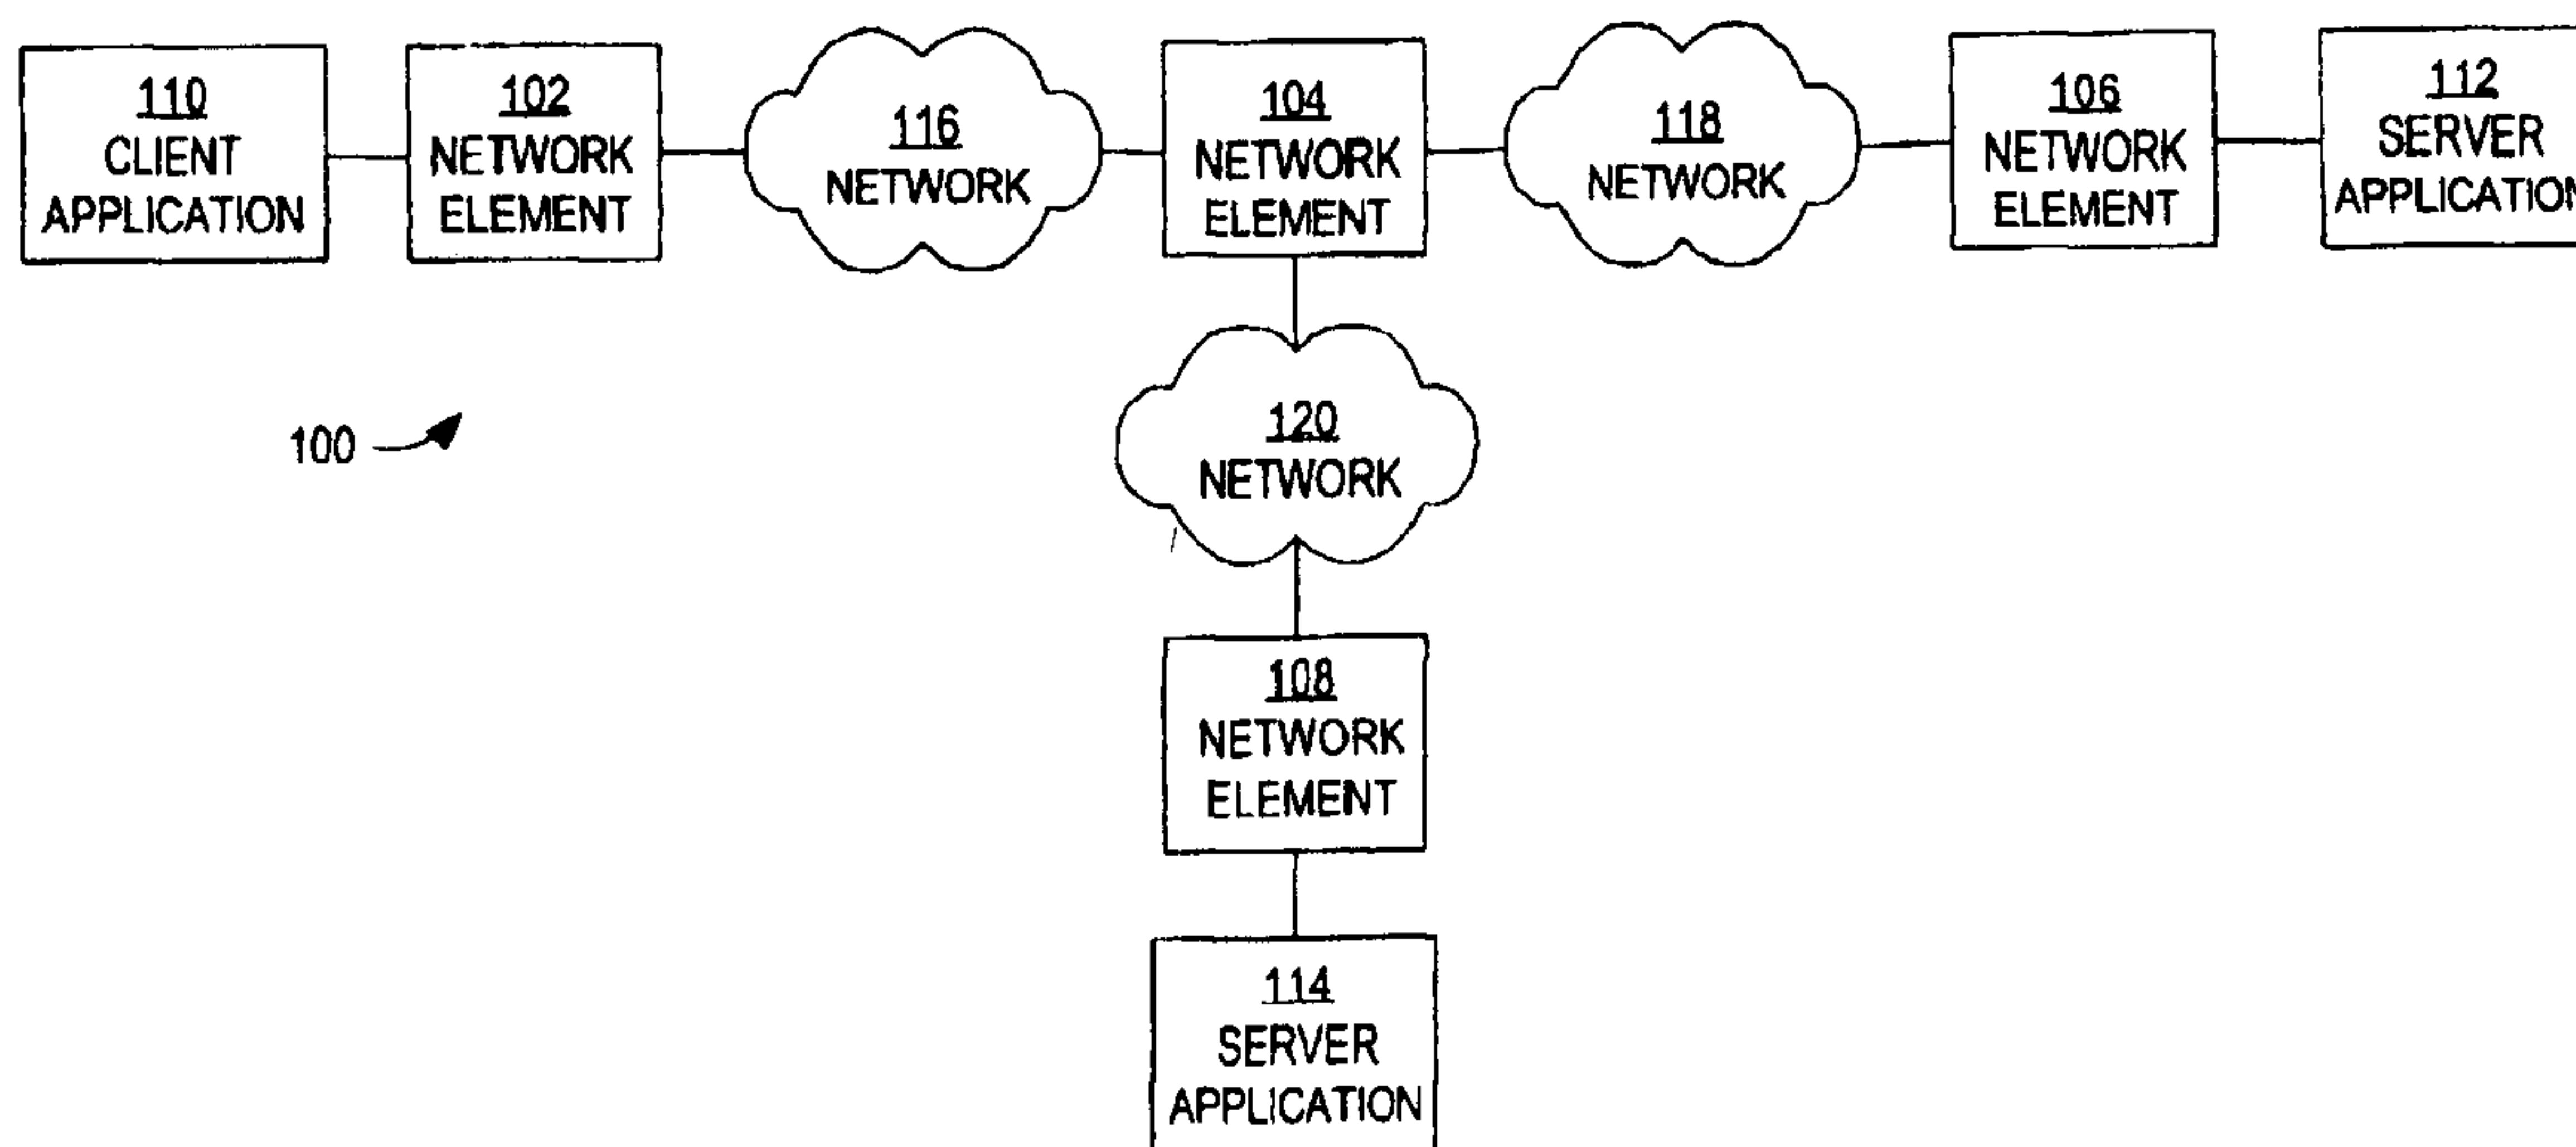 110
CLIENT
APPLICATION
102
NETWORK
ELEMENT
116
NETWORK
104
NETWORK
ELEMENT
118
NETWORK
106
NETWORK
ELEMENT
112
SERVER
APPLICATION
100
120
NETWORK
108
NETWORK
ELEMENT
114
SERVER
APPLICATION